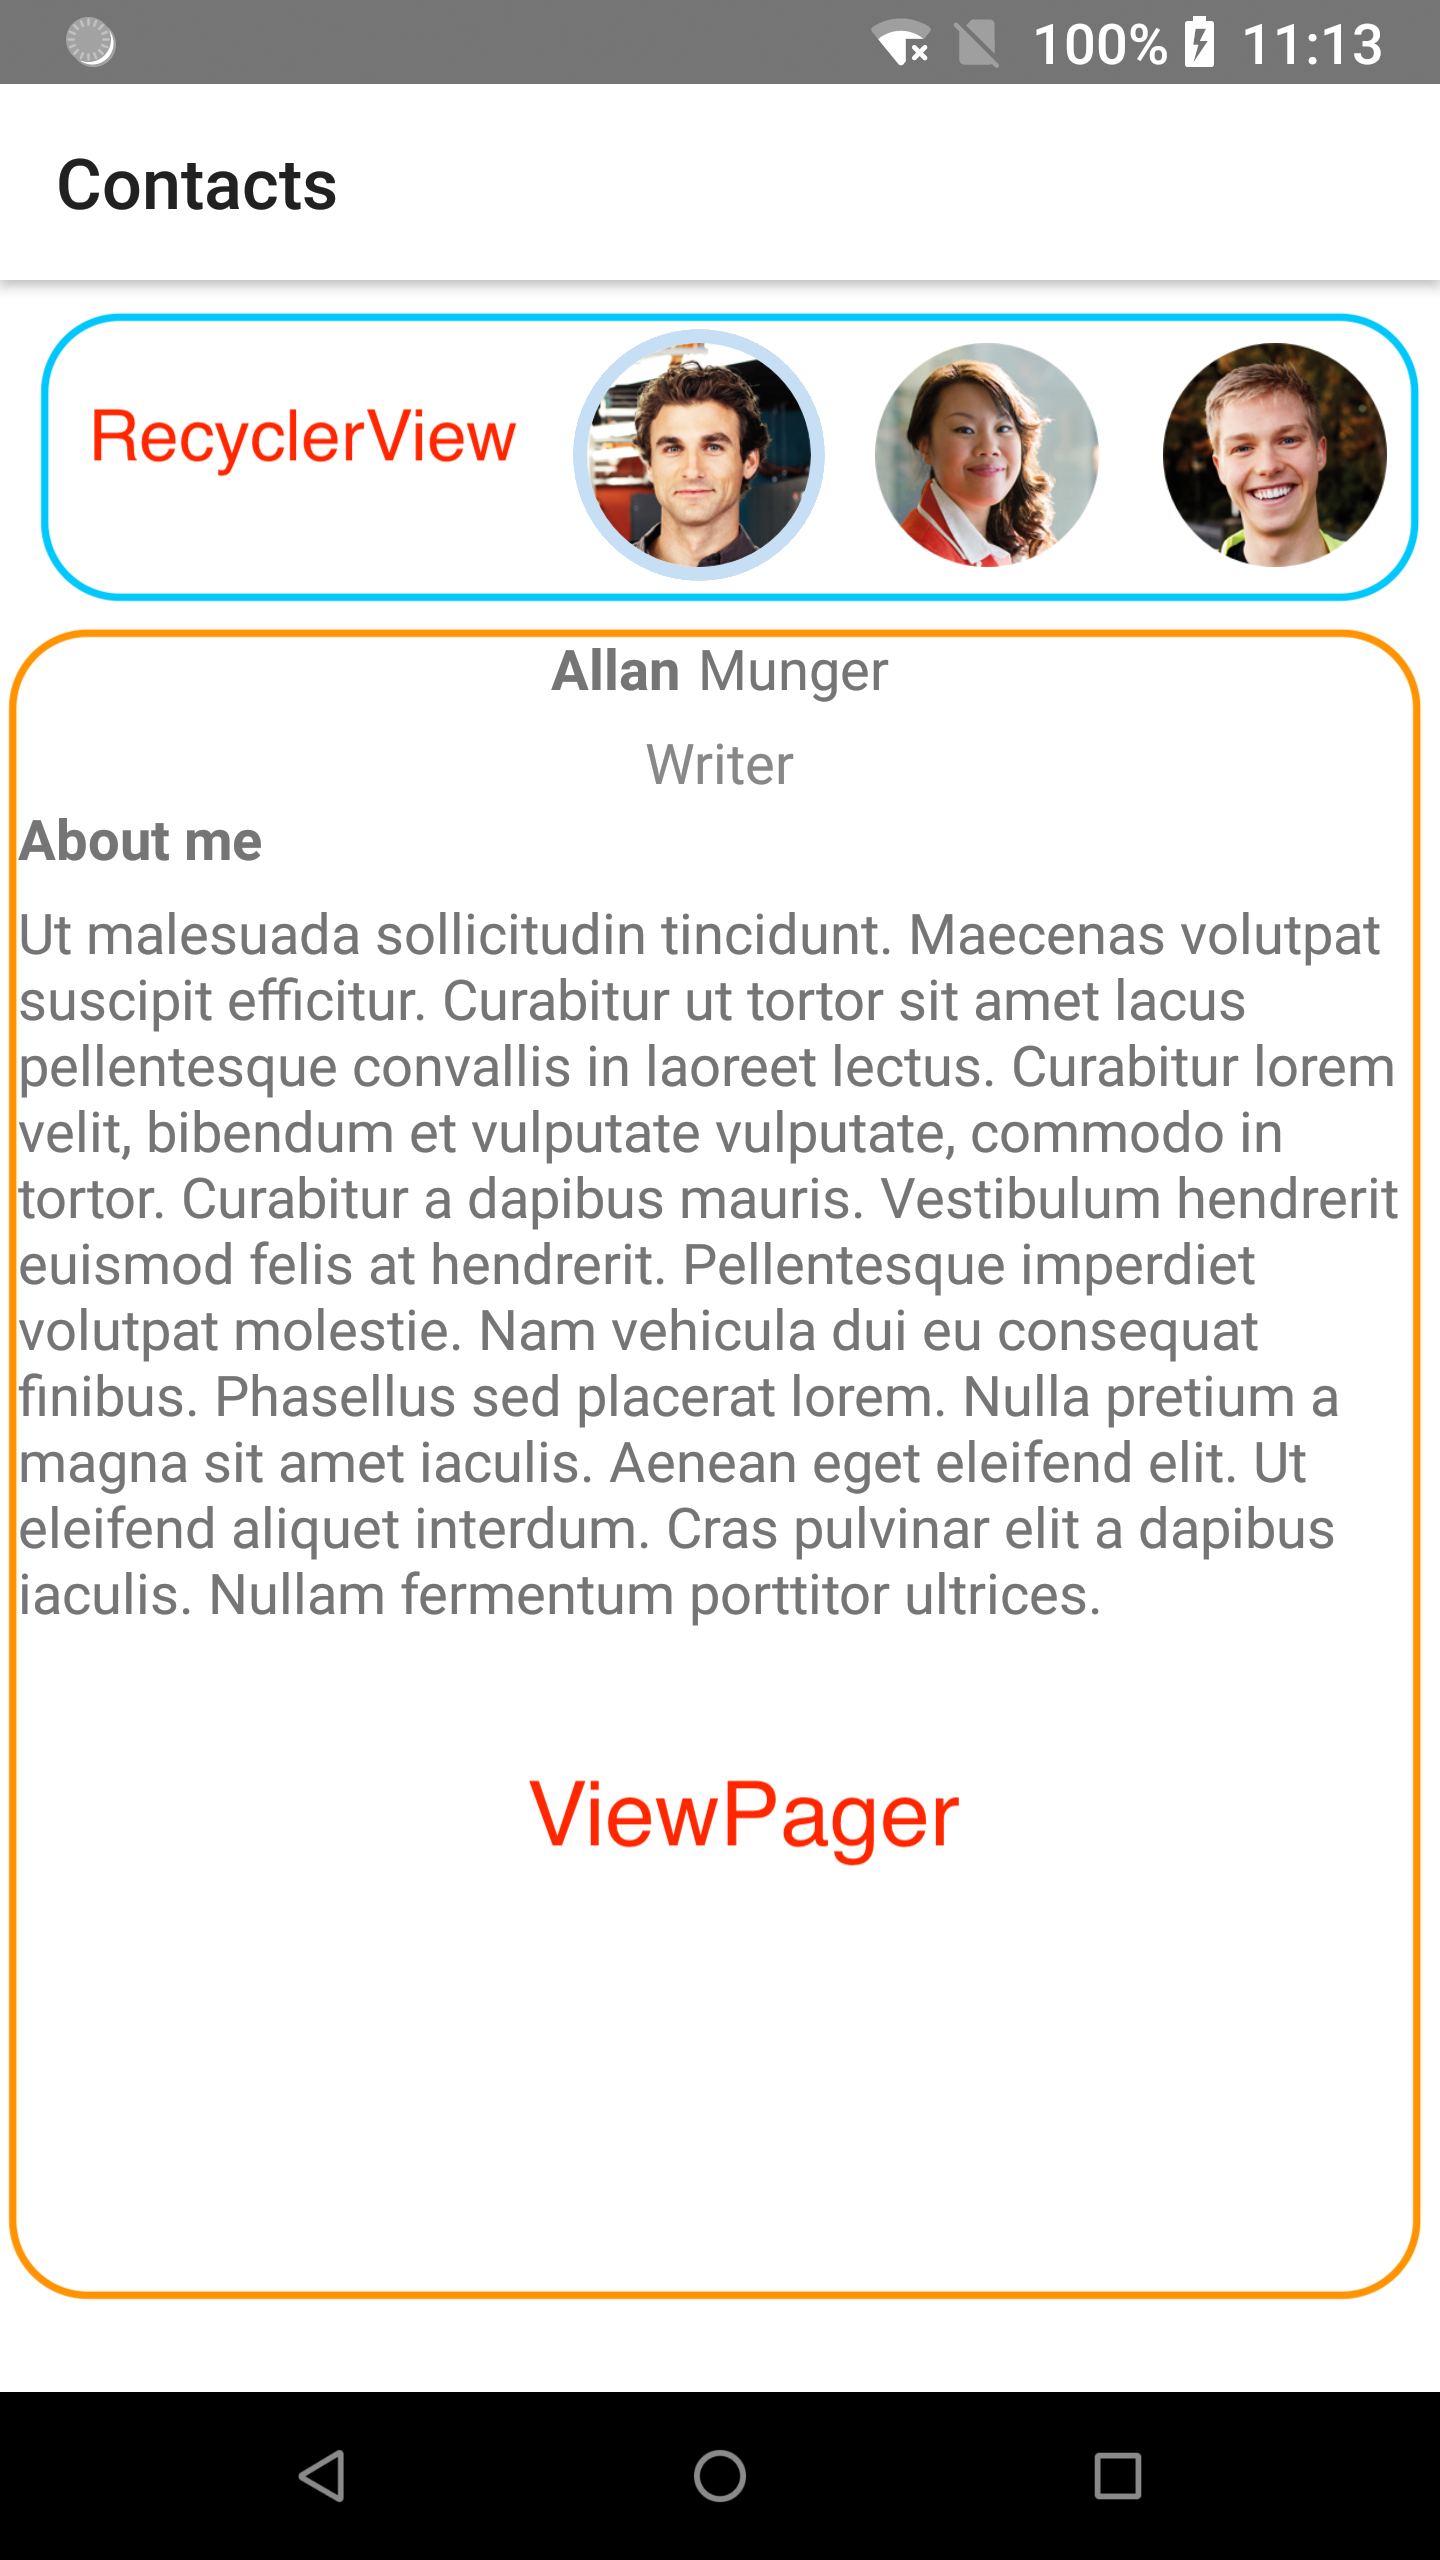 100% 11:13
Contacts
RecyclerView
Allan Munger
Writer
About me
Ut malesuada sollicitudin tincidunt. Maecenas volutpat
suscipit efficitur. Curabitur ut tortor sit amet lacus
pellentesque convallis in laoreet lectus. Curabitur lorem
velit, bibendum et vulputate vulputate, commodo in
tortor. Curabitur a dapibus mauris. Vestibulum hendrerit
euismod felis at hendrerit. Pellentesque imperdiet
volutpat molestie. Nam vehicula dui eu consequat
finibus. Phasellus sed placerat lorem. Nulla pretium a
magna sit amet iaculis. Aenean eget eleifend elit. Ut
eleifend aliquet interdum. Cras pulvinar elit a dapibus
iaculis. Nullam fermentum porttitor ultrices.
ViewPager